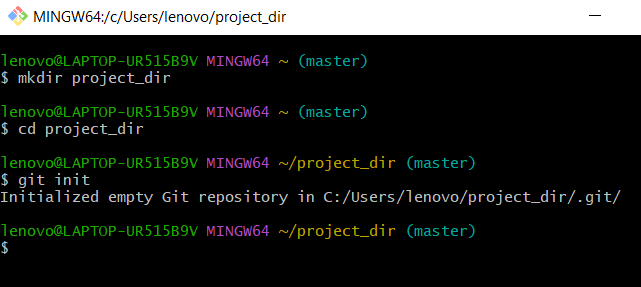 MINGW64:/c/Users/lenovo/project_dir
lenovo@LAPTOP-UR515B9V MINGW64 ~ (master)
$ mkdir project_dir
lenovo@LAPTOP-UR515B9V MINGW64 ~ (master)
$ cd project_dir
lenovo@LAPTOP-UR515B9V MINGW64 ~/project_dir (master)
$ git init
Initialized empty Git repository in C:/Users/lenovo/project_dir/.git/
lenovo@LAPTOP-UR515B9V MINGW64 ~/project_dir (master)
$